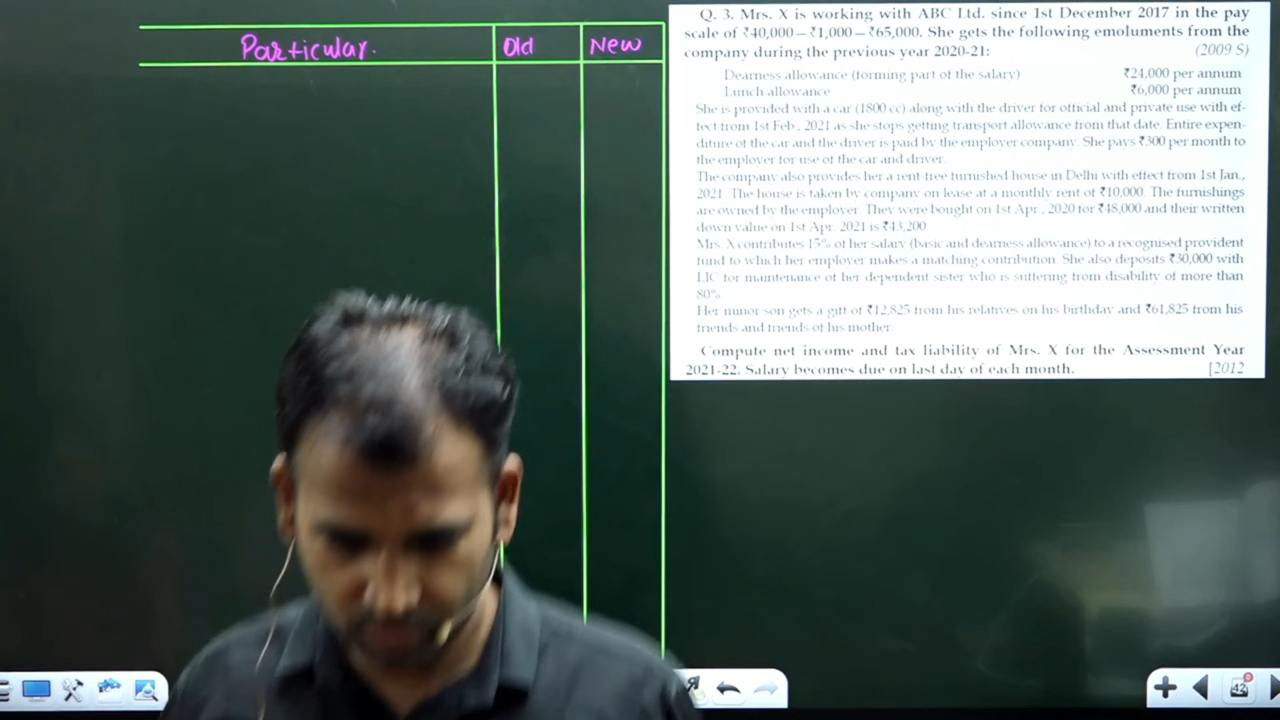 Particular.
Old
New
Q. 3. Mrs. X is working with ABC Ltd. since 1st December 2017 in the pay
scale of ₹40,000 – ₹1,000 – ₹65,000. She gets the following emoluments from the
company during the previous year 2020-21: (2009 S)
Dearness allowance (forming part of the salary) ₹24,000 per annum
Lunch allowance ₹6,000 per annum
She is provided with a car (1800 cc) along with the driver for official and private use with ef-
fect from 1st Feb., 2021 as she stops getting transport allowance from that date. Entire expen-
diture of the car and the driver is paid by the employer company. She pays ₹300 per month to
the employer for use of the car and driver.
The company also provides her a rent-free furnished house in Delhi with effect from 1st Jan.,
2021. The house is taken by company on lease at a monthly rent of ₹10,000. The furnishings
are owned by the employer. They were bought on 1st Apr., 2020 for ₹48,000 and their written
down value on 1st Apr. 2021 is ₹43,200.
Mrs. X contributes 15% of her salary (basic and dearness allowance) to a recognised provident
fund to which her employer makes a matching contribution. She also deposits ₹30,000 with
LIC for maintenance of her dependent sister who is suffering from disability of more than
80%.
Her minor son gets a gift of ₹12,825 from his relatives on his birthday and ₹61,825 from his
friends and friends of his mother.
Compute net income and tax liability of Mrs. X for the Assessment Year
2021-22. Salary becomes due on last day of each month. [2012
42